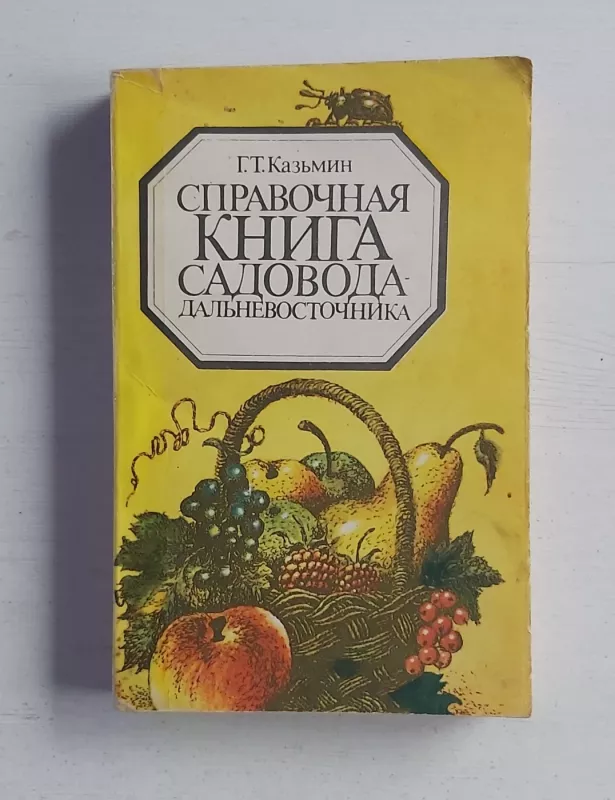 Г.Т.Казьмин
СПРАВОЧНАЯ
КНИГА
САДОВОДА-
ДАЛЬНЕВОСТОЧНИКА